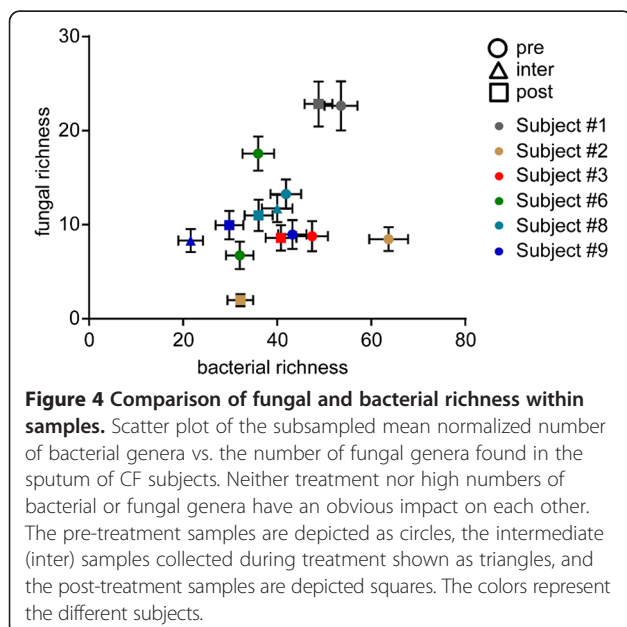 30
20
10
0
fungal richness
0
20
40
60
80
bacterial richness
pre
inter
post
Subject #1
Subject #2
Subject #3
Subject #6
Subject #8
Subject #9
Figure 4 Comparison of fungal and bacterial richness within
samples. Scatter plot of the subsampled mean normalized number
of bacterial genera vs. the number of fungal genera found in the
sputum of CF subjects. Neither treatment nor high numbers of
bacterial or fungal genera have an obvious impact on each other.
The pre-treatment samples are depicted as circles, the intermediate
(inter) samples collected during treatment shown as triangles, and
the post-treatment samples are depicted squares. The colors represent
the different subjects.